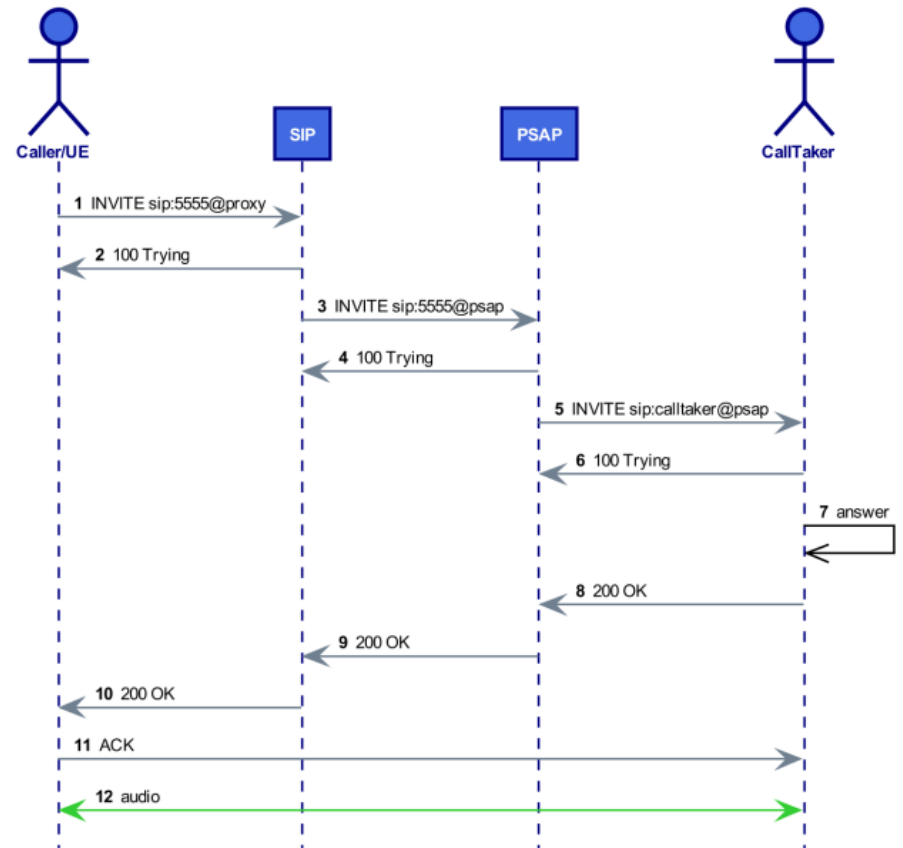 Caller/UE
SIP
PSAP
CallTaker
1 INVITE sip:5555@proxy
2 100 Trying
3 INVITE sip:5555@psap
4 100 Trying
5 INVITE sip:calltaker@psap
6 100 Trying
7 answer
8 200 OK
9 200 OK
10 200 OK
11 ACK
12 audio